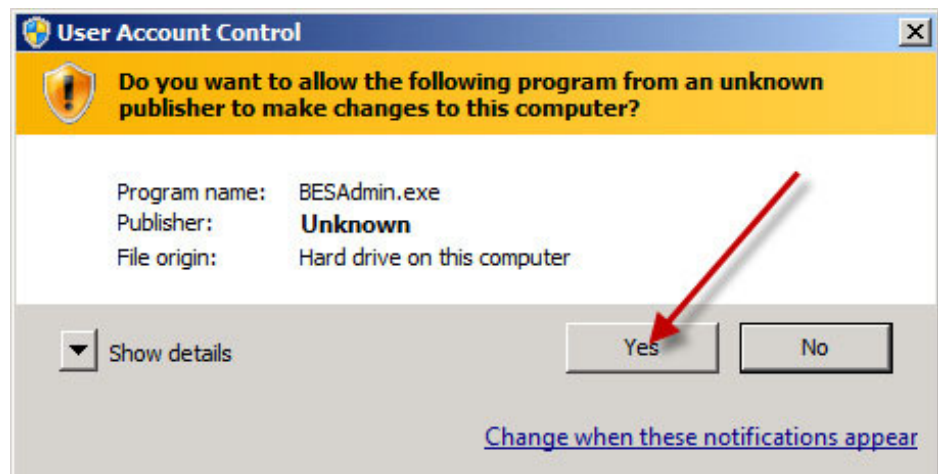 User Account Control
Do you want to allow the following program from an unknown
publisher to make changes to this computer?
Program name: BESAdmin.exe
Publisher: Unknown
File origin: Hard drive on this computer
Show details
Yes
No
Change when these notifications appear